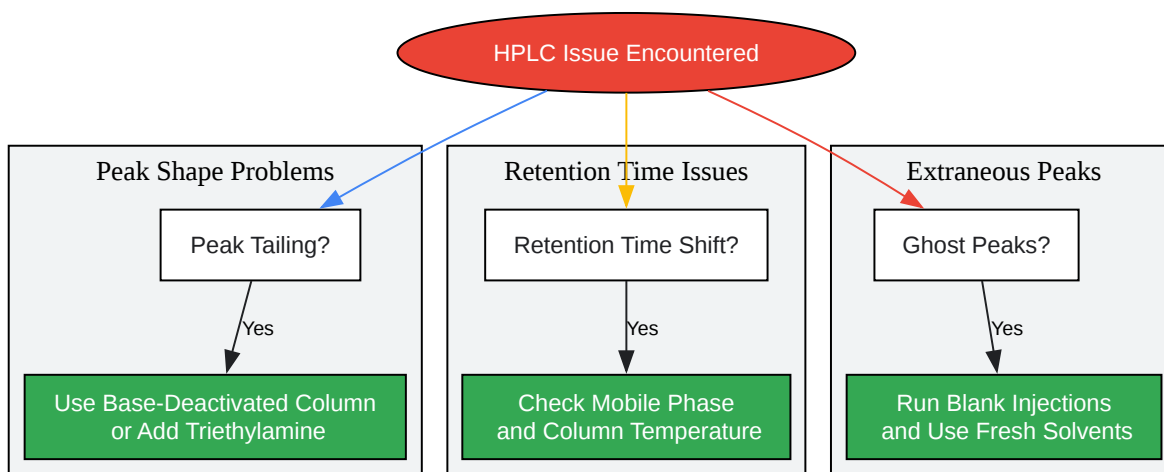 HPLC Issue Encountered
Peak Shape Problems
Retention Time Issues
Extraneous Peaks
Peak Tailing?
Retention Time Shift?
Ghost Peaks?
Yes
Yes
Yes
Use Base-Deactivated Column
or Add Triethylamine
Check Mobile Phase
and Column Temperature
Run Blank Injections
and Use Fresh Solvents